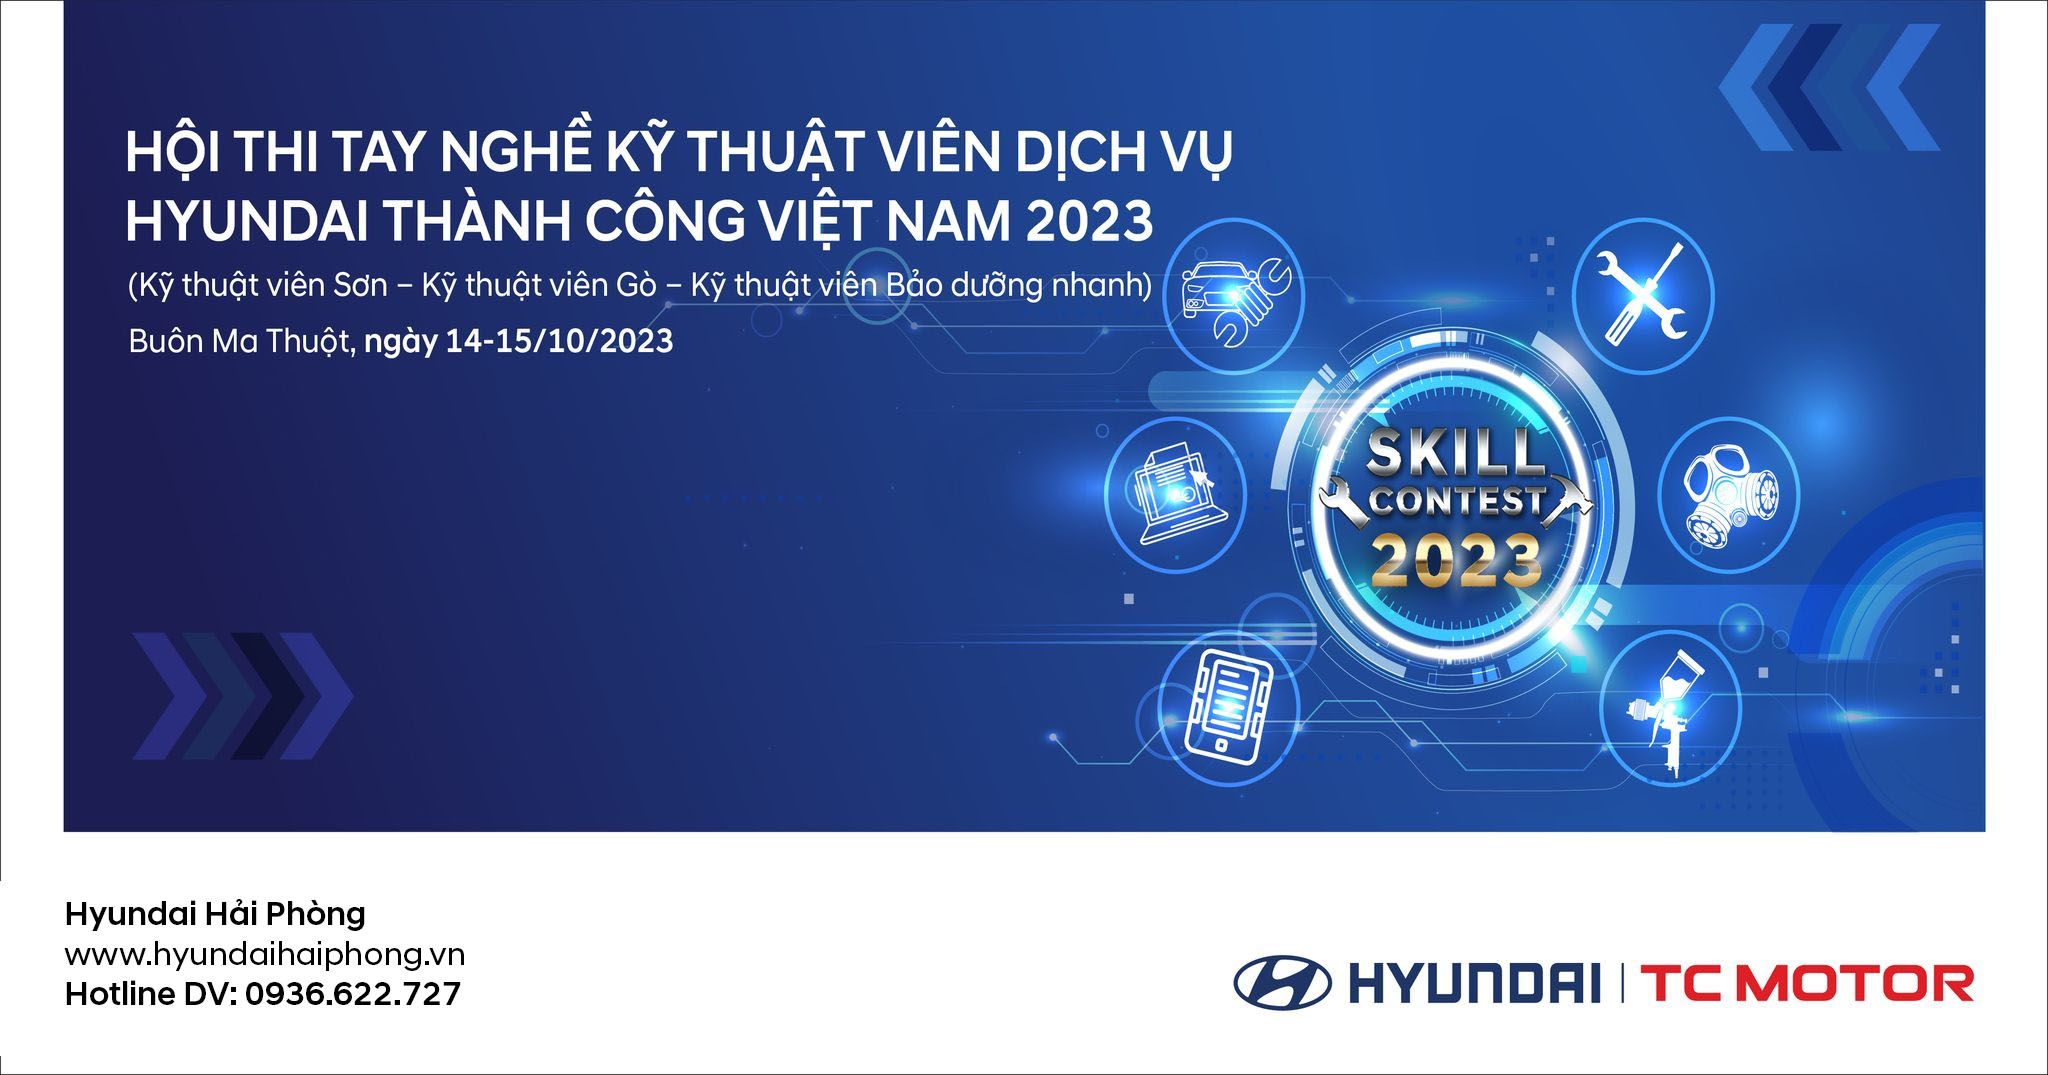 HỘI THI TAY NGHỀ KỸ THUẬT VIÊN DỊCH VỤ
HYUNDAI THÀNH CÔNG VIỆT NAM 2023
(Kỹ thuật viên Sơn – Kỹ thuật viên Gò – Kỹ thuật viên Bảo dưỡng nhanh)
Buôn Ma Thuột, ngày 14-15/10/2023
SKILL
CONTEST
2023
Hyundai Hải Phòng
www.hyundaihaiphong.vn
Hotline DV: 0936.622.727
HYUNDAI | TC MOTOR